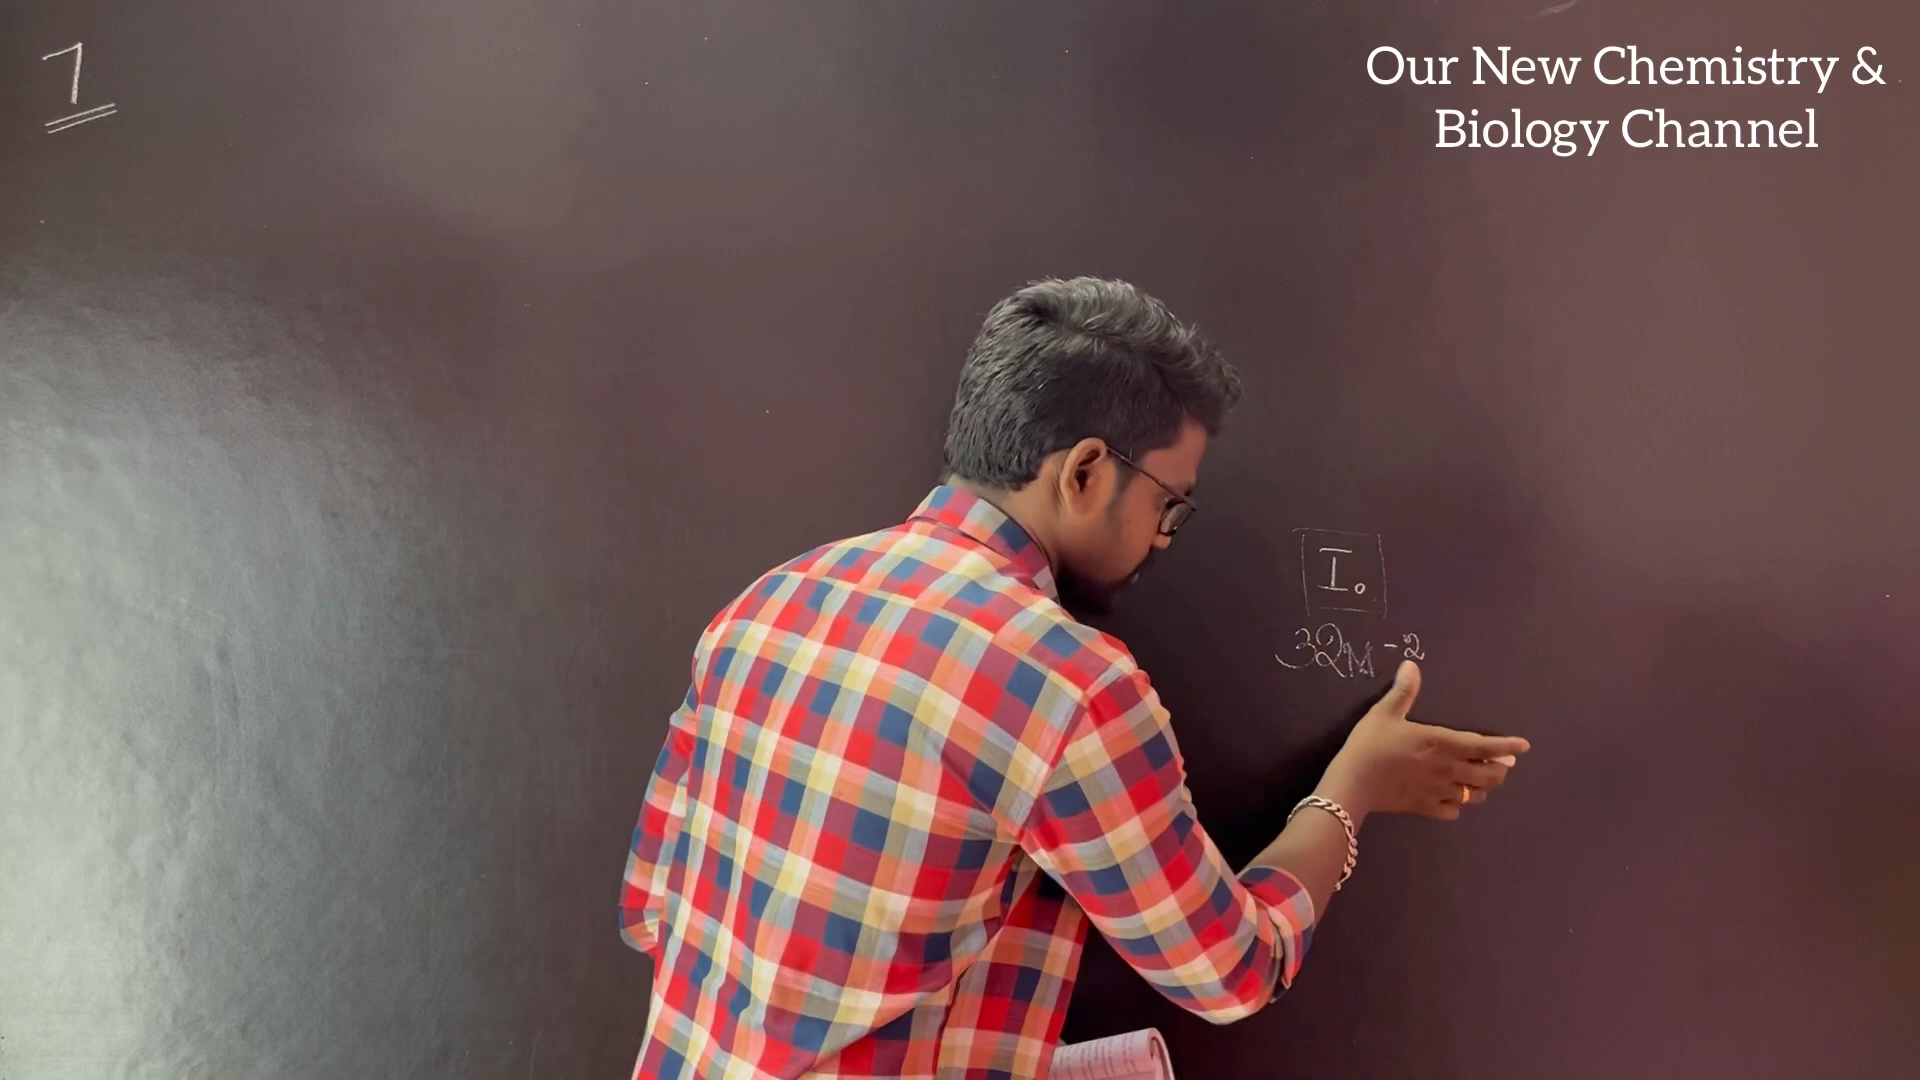 7
Our New Chemistry &
Biology Channel
I₀
32M⁻²